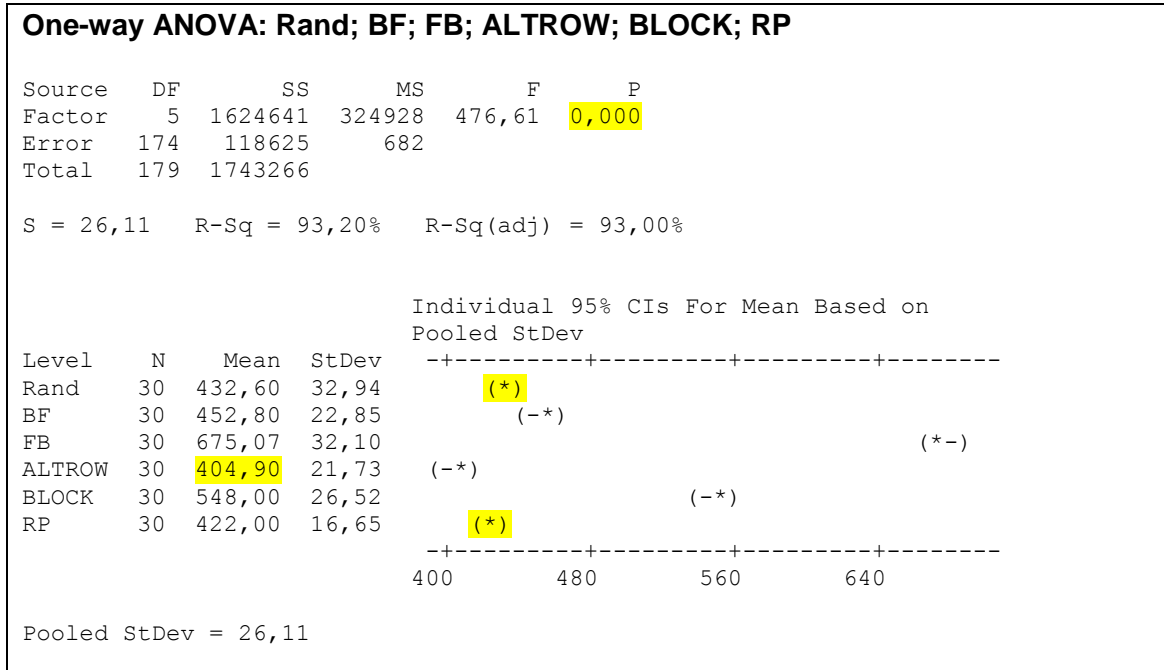 One-way ANOVA: Rand; BF; FB; ALTROW; BLOCK; RP
Source   DF       SS      MS       F      P
Factor    5  1624641  324928  476,61  0,000
Error   174   118625     682
Total   179  1743266
S = 26,11   R-Sq = 93,20%   R-Sq(adj) = 93,00%
Individual 95% CIs For Mean Based on
Pooled StDev
Level    N    Mean  StDev  -+---------+---------+---------+--------
Rand    30  432,60  32,94      (*)
BF      30  452,80  22,85        (-*)
FB      30  675,07  32,10                                    (*-)
ALTROW  30  404,90  21,73  (-*)
BLOCK   30  548,00  26,52                    (-*)
RP      30  422,00  16,65     (*)
-+---------+---------+---------+--------
400       480       560       640
Pooled StDev = 26,11